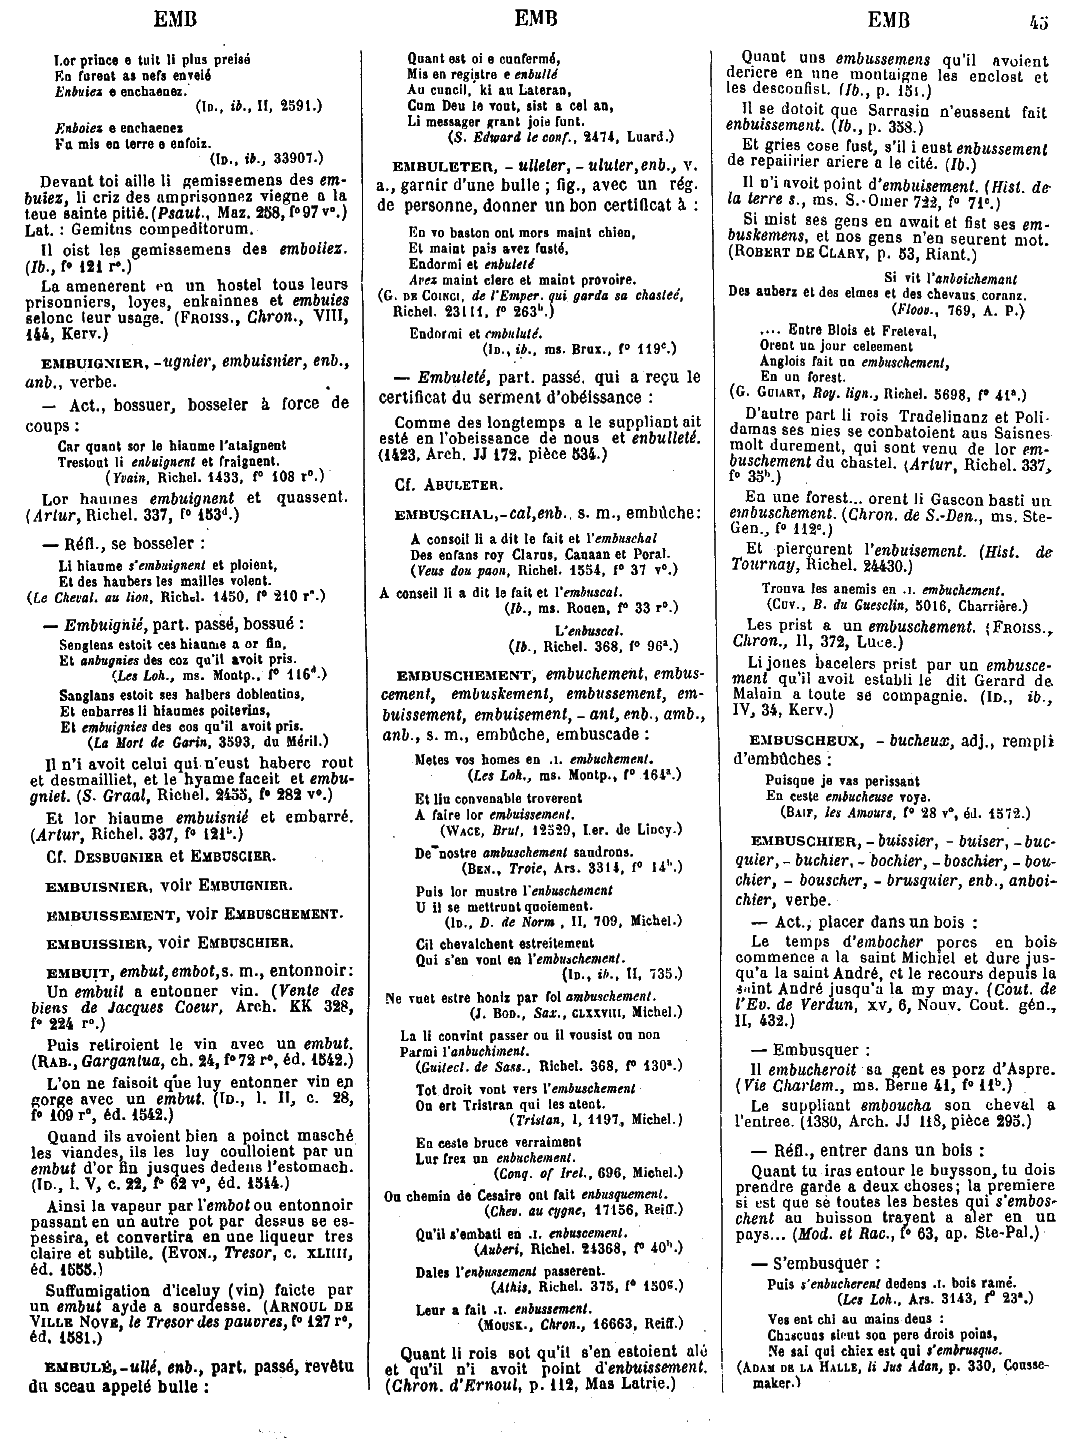 EMB
EMB
EMB
45
Lor prince e tuit li plus preisé
En furent as nefs envelé
Enbuiez e enchaenez.
(ID., ib., II, 2591.)
Enboiez e enchaenez
Fu mis en terre e enfoiz.
(ID., ib., 33907.)
Devant toi aille li gemissemens des em-
buiez, li criz des amprisonnez viegne a la
teue sainte pitié. (Psaut., Maz. 258, f° 97 v°.)
Lat. : Gemitus compeditorum.
Il oist les gemissemens des emboiiez.
(Ib., f° 121 r°.)
La amenerent en un hostel tous leurs
prisonniers, loyes, enkainnes et embuies
selonc leur usage. (FROISS., Chron., VIII,
144, Kerv.)
EMBUIGNIER, -ugnier, embuisnier, enb.,
anb., verbe.
— Act., bossuer, bosseler à force de
coups :
Car quant sor le hiaume l'ataignent
Trestout li enbuignent et fraignent.
(Yvain, Richel. 1433, f° 108 r°.)
Lor haumes embuignent et quassent.
(Artur, Richel. 337, f° 153d.)
— Réfl., se bosseler :
Li hiaume s'embuignent et ploient,
Et des haubers les mailles volent.
(Le Cheval. au lion, Richel. 1450, f° 210 r°.)
— Embuignié, part. passé, bossué :
Senglens estoit ces hiaume a or fin,
Et anbugnies des coz qu'il avoit pris.
(Les Loh., ms. Montp., f° 116d.)
Sanglans estoit ses halbers doblentins,
Et enbarres li hiaumes poitevins,
Et embuignies des cos qu'il avoit pris.
(La Mort de Garin, 3593, du Méril.)
Il n'i avoit celui qui n'eust haberc rout
et desmailliet, et le hyame faceit et embu-
gniet. (S. Graal, Richel. 2455, f° 282 v°.)
Et lor hiaume embuisnié et embarré.
(Artur, Richel. 337, f° 121b.)
Cf. DESBUGNIER et EMBUSCIER.
EMBUISNIER, voir EMBUIGNIER.
EMBUISSEMENT, voir EMBUSCHEMENT.
EMBUISSIER, voir EMBUSCHIER.
EMBUIT, embut, embot, s. m., entonnoir :
Un embuit a entonner vin. (Vente des
biens de Jacques Coeur, Arch. KK 328,
f° 224 r°.)
Puis retiroient le vin avec un embut.
(RAB., Gargantua, ch. 24, f° 72 r°, éd. 1542.)
L'on ne faisoit que luy entonner vin en
gorge avec un embut. (ID., l. II, c. 28,
f° 109 r°, éd. 1542.)
Quand ils avoient bien a poinct masché
les viandes, ils les luy coulloient par un
embut d'or fin jusques dedens l'estomach.
(ID., l. V, c. 22, f° 62 v°, éd. 1544.)
Ainsi la vapeur par l'embot ou entonnoir
passant en un autre pot par dessus se es-
pessira, et convertira en une liqueur tres
claire et subtile. (EVON., Tresor, c. XLIIII,
éd. 1555.)
Suffumigation d'iceluy (vin) faicte par
un embut ayde a sourdesse. (ARNOUL DE
VILLE NOVE, le Tresor des pauvres, f° 127 r°,
éd. 1581.)
EMBULÉ, -ullé, enb., part. passé, revêtu
du sceau appelé bulle :
Quant est oi e cunfermé,
Mis en registre e enbullé
Au cuncil, ki au Lateran,
Cum Deu le vout, sist a cel an,
Li messager grant joie funt.
(S. Edward le conf., 2474, Luard.)
EMBULETER, - ulleter, - uluter, enb., v.
a., garnir d'une bulle ; fig., avec un rég.
de personne, donner un bon certificat à :
En vo baston ont mors maint chien,
Et maint pais avez fusté,
Endormi et enbuleté
Avez maint clerc et maint provoire.
(G. DE COINCI, de l'Emper. qui garda sa chasteé,
Richel. 23111, f° 263b.)
Endormi et embuluté.
(ID., ib., ms. Brux., f° 119c.)
— Embuleté, part. passé, qui a reçu le
certificat du serment d'obéissance :
Comme des longtemps a le suppliant ait
esté en l'obeissance de nous et enbulleté.
(1423, Arch. JJ 172, pièce 534.)
Cf. ABULETER.
EMBUSCHAL, -cal, enb., s. m., embûche :
A consoil li a dit le fait et l'embuschal
Des enfans roy Clarus, Canaan et Poral.
(Veus dou paon, Richel. 1554, f° 37 v°.)
A conseil li a dit le fait et l'embuscal.
(Ib., ms. Rouen, f° 33 r°.)
L'enbuscal.
(Ib., Richel. 368, f° 96a.)
EMBUSCHEMENT, embuchement, embus-
cement, embuskement, embussement, em-
buissement, embuisement, - ant, enb., amb.,
anb., s. m., embûche, embuscade :
Metes vos homes en .I. embuchement.
(Les Loh., ms. Montp., f° 164a.)
Et liu convenable troverent
A faire lor embuissement.
(WACE, Brut, 12529, Ler. de Lincy.)
De nostre ambuschement sandrons.
(BEN., Troie, Ars. 3314, f° 14b.)
Puis lor mustre l'enbuschement
U il se mettrunt quoiement.
(ID., D. de Norm., II, 709, Michel.)
Cil chevalchent estreitement
Qui s'en vont en l'embuschement.
(ID., ib., II, 735.)
Ne vuet estre honiz par fol ambuschement.
(J. BOD., Sax., CLXXVIII, Michel.)
La li convint passer ou il vousist ou non
Parmi l'anbuchiment.
(Guitecl. de Sass., Richel. 368, f° 130a.)
Tot droit vont vers l'embuschement
Ou ert Tristran qui les atent.
(Tristan, I, 1197, Michel.)
En ceste bruce verraiment
Lur frez un enbuchement.
(Conq. of Irel., 696, Michel.)
Ou chemin de Cesaire ont fait enbusquement.
(Chev. au cygne, 17156, Reiff.)
Qu'il s'embati en .I. enbuscement.
(Auberi, Richel. 24368, f° 40b.)
Dales l'enbussement passerent.
(Athis, Richel. 375, f° 150c.)
Leur a fait .I. enbussement.
(MOUSK., Chron., 16663, Reiff.)
Quant li rois sot qu'il s'en estoient alé
et qu'il n'i avoit point d'enbuissement.
(Chron. d'Ernoul, p. 112, Mas Latrie.)
Quant uns embussemens qu'il avoient
deriere en une montaigne les enclost et
les desconfist. (Ib., p. 151.)
Il se dotoit que Sarrasin n'eussent fait
enbuissement. (Ib., p. 358.)
Et gries cose fust, s'il i eust enbussement
de repairier ariere a le cité. (Ib.)
Il n'i avoit point d'embuisement. (Hist. de
la terre s., ms. S.-Omer 722, f° 71c.)
Si mist ses gens en await et fist ses em-
buskemens, et nos gens n'en seurent mot.
(ROBERT DE CLARY, p. 53, Riant.)
Si vit l'anboichemant
Des auberz et des elmes et des chevaus coranz.
(Floov., 769, A. P.)
.... Entre Blois et Freteval,
Orent un jour celeement
Anglois fait un embuschement,
En un forest.
(G. GUIART, Roy. lign., Richel. 5698, f° 41a.)
D'autre part li rois Tradelinanz et Poli-
damas ses nies se conbatoient aus Saisnes
molt durement, qui sont venu de lor em-
buschement du chastel. (Artur, Richel. 337,
f° 35b.)
En une forest... orent li Gascon basti un
embuschement. (Chron. de S.-Den., ms. Ste-
Gen., f° 112c.)
Et pierçurent l'enbuisement. (Hist. de
Tournay, Richel. 24430.)
Trouva les anemis en .I. embuchement.
(CUV., B. du Guesclin, 5016, Charrière.)
Les prist a un embuschement. (FROISS.,
Chron., II, 372, Luce.)
Li jones bacelers prist par un embusce-
ment qu'il avoit establi le dit Gerard de
Malain a toute se compagnie. (ID., ib.,
IV, 34, Kerv.)
EMBUSCHEUX, - bucheux, adj., rempli
d'embûches :
Puisque je vas perissant
En ceste embucheuse voye.
(BAIF, les Amours, f° 28 v°, éd. 1572.)
EMBUSCHIER, - buissier, - buiser, - buc-
quier, - buchier, - bochier, - boschier, - bou-
chier, - bouscher, - brusquier, enb., anboi-
chier, verbe.
— Act., placer dans un bois :
Le temps d'embocher porcs en bois
commence a la saint Michiel et dure jus-
qu'a la saint André, et le recours depuis la
saint André jusqu'a la my may. (Cout. de
l'Ev. de Verdun, XV, 6, Nouv. Cout. gén.,
II, 432.)
— Embusquer :
Il embucheroit sa gent es porz d'Aspre.
(Vie Charlem., ms. Berne 41, f° 11b.)
Le suppliant emboucha son cheval a
l'entree. (1380, Arch. JJ 118, pièce 295.)
— Réfl., entrer dans un bois :
Quant tu iras entour le buysson, tu dois
prendre garde a deux choses ; la premiere
si est que se toutes les bestes qui s'embos-
chent au buisson trayent a aler en un
pays... (Mod. et Rac., f° 63, ap. Ste-Pal.)
— S'embusquer :
Puis s'enbucherent dedens .I. bois ramé.
(Les Loh., Ars. 3143, f° 23a.)
Ves ent chi au mains deus :
Chascuns sient son pere drois poins,
Ne sai qui chiex est qui s'embrusque.
(ADAM DE LA HALLE, li Jus Adan, p. 330, Cousse-
maker.)